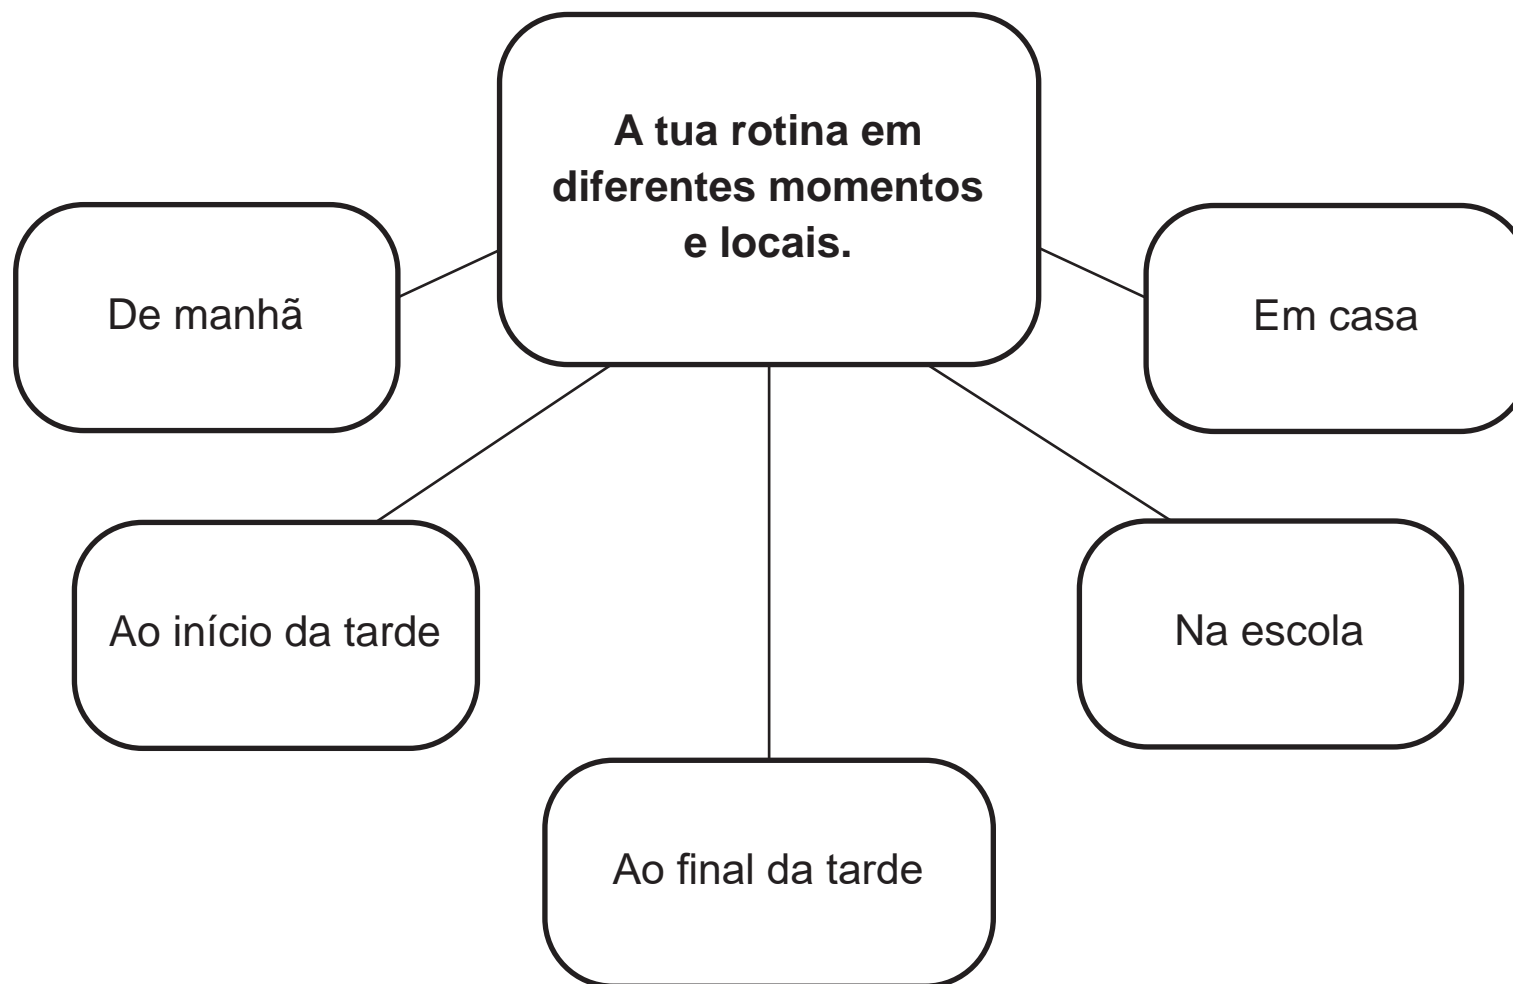 A tua rotina em
diferentes momentos
e locais.
De manhã
Em casa
Ao início da tarde
Na escola
Ao final da tarde